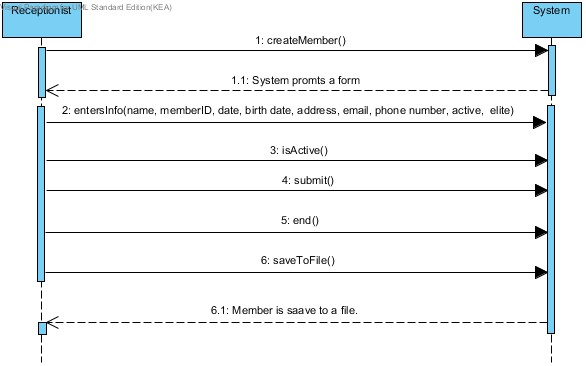 UML Standard Edition(KEA)
Receptionist
System
1: createMember()
1.1: System promts a form
2: entersInfo(name, memberID, date, birth date, address, email, phone number, active, elite)
3: isActive()
4: submit()
5: end()
6: saveToFile()
6.1: Member is saave to a file.